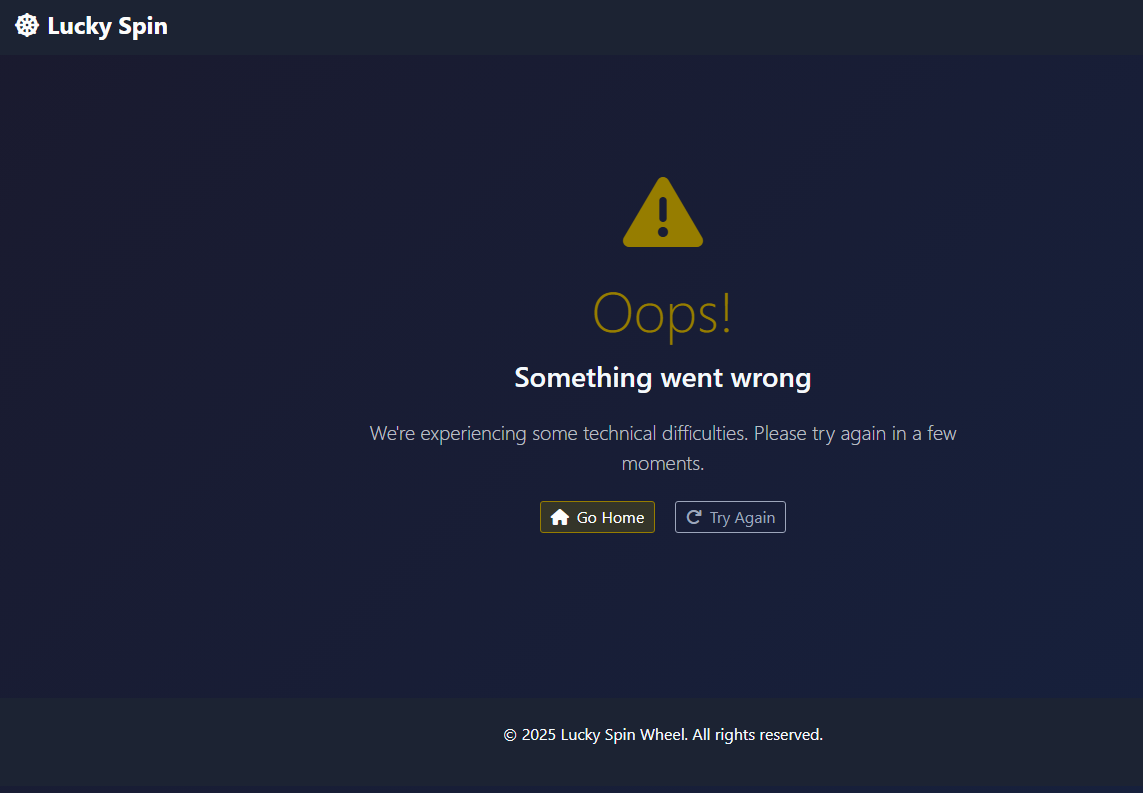 Lucky Spin
Oops!
Something went wrong
We're experiencing some technical difficulties. Please try again in a few
moments.
Go Home
Try Again
© 2025 Lucky Spin Wheel. All rights reserved.